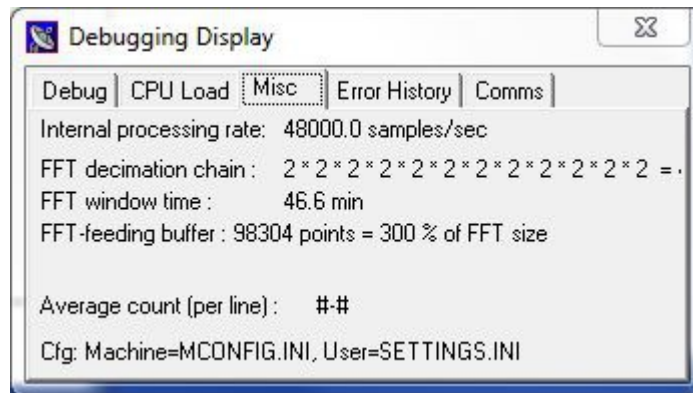 Debugging Display
Debug CPU Load Misc Error History Comms
Internal processing rate: 48000.0 samples/sec
FFT decimation chain : 2*2*2*2*2*2*2*2*2*2*2*2 =
FFT window time : 46.6 min
FFT-feeding buffer : 98304 points = 300 % of FFT size
Average count (per line) : #-#
Cfg: Machine=MCONFIG.INI, User=SETTINGS.INI